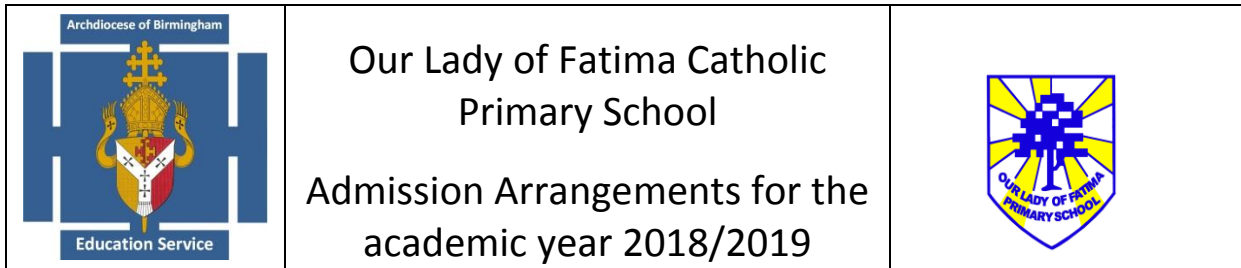 Archdiocese of Birmingham
Education Service
Our Lady of Fatima Catholic
Primary School
Admission Arrangements for the
academic year 2018/2019
OUR LADY OF FATIMA
PRIMARY SCHOOL